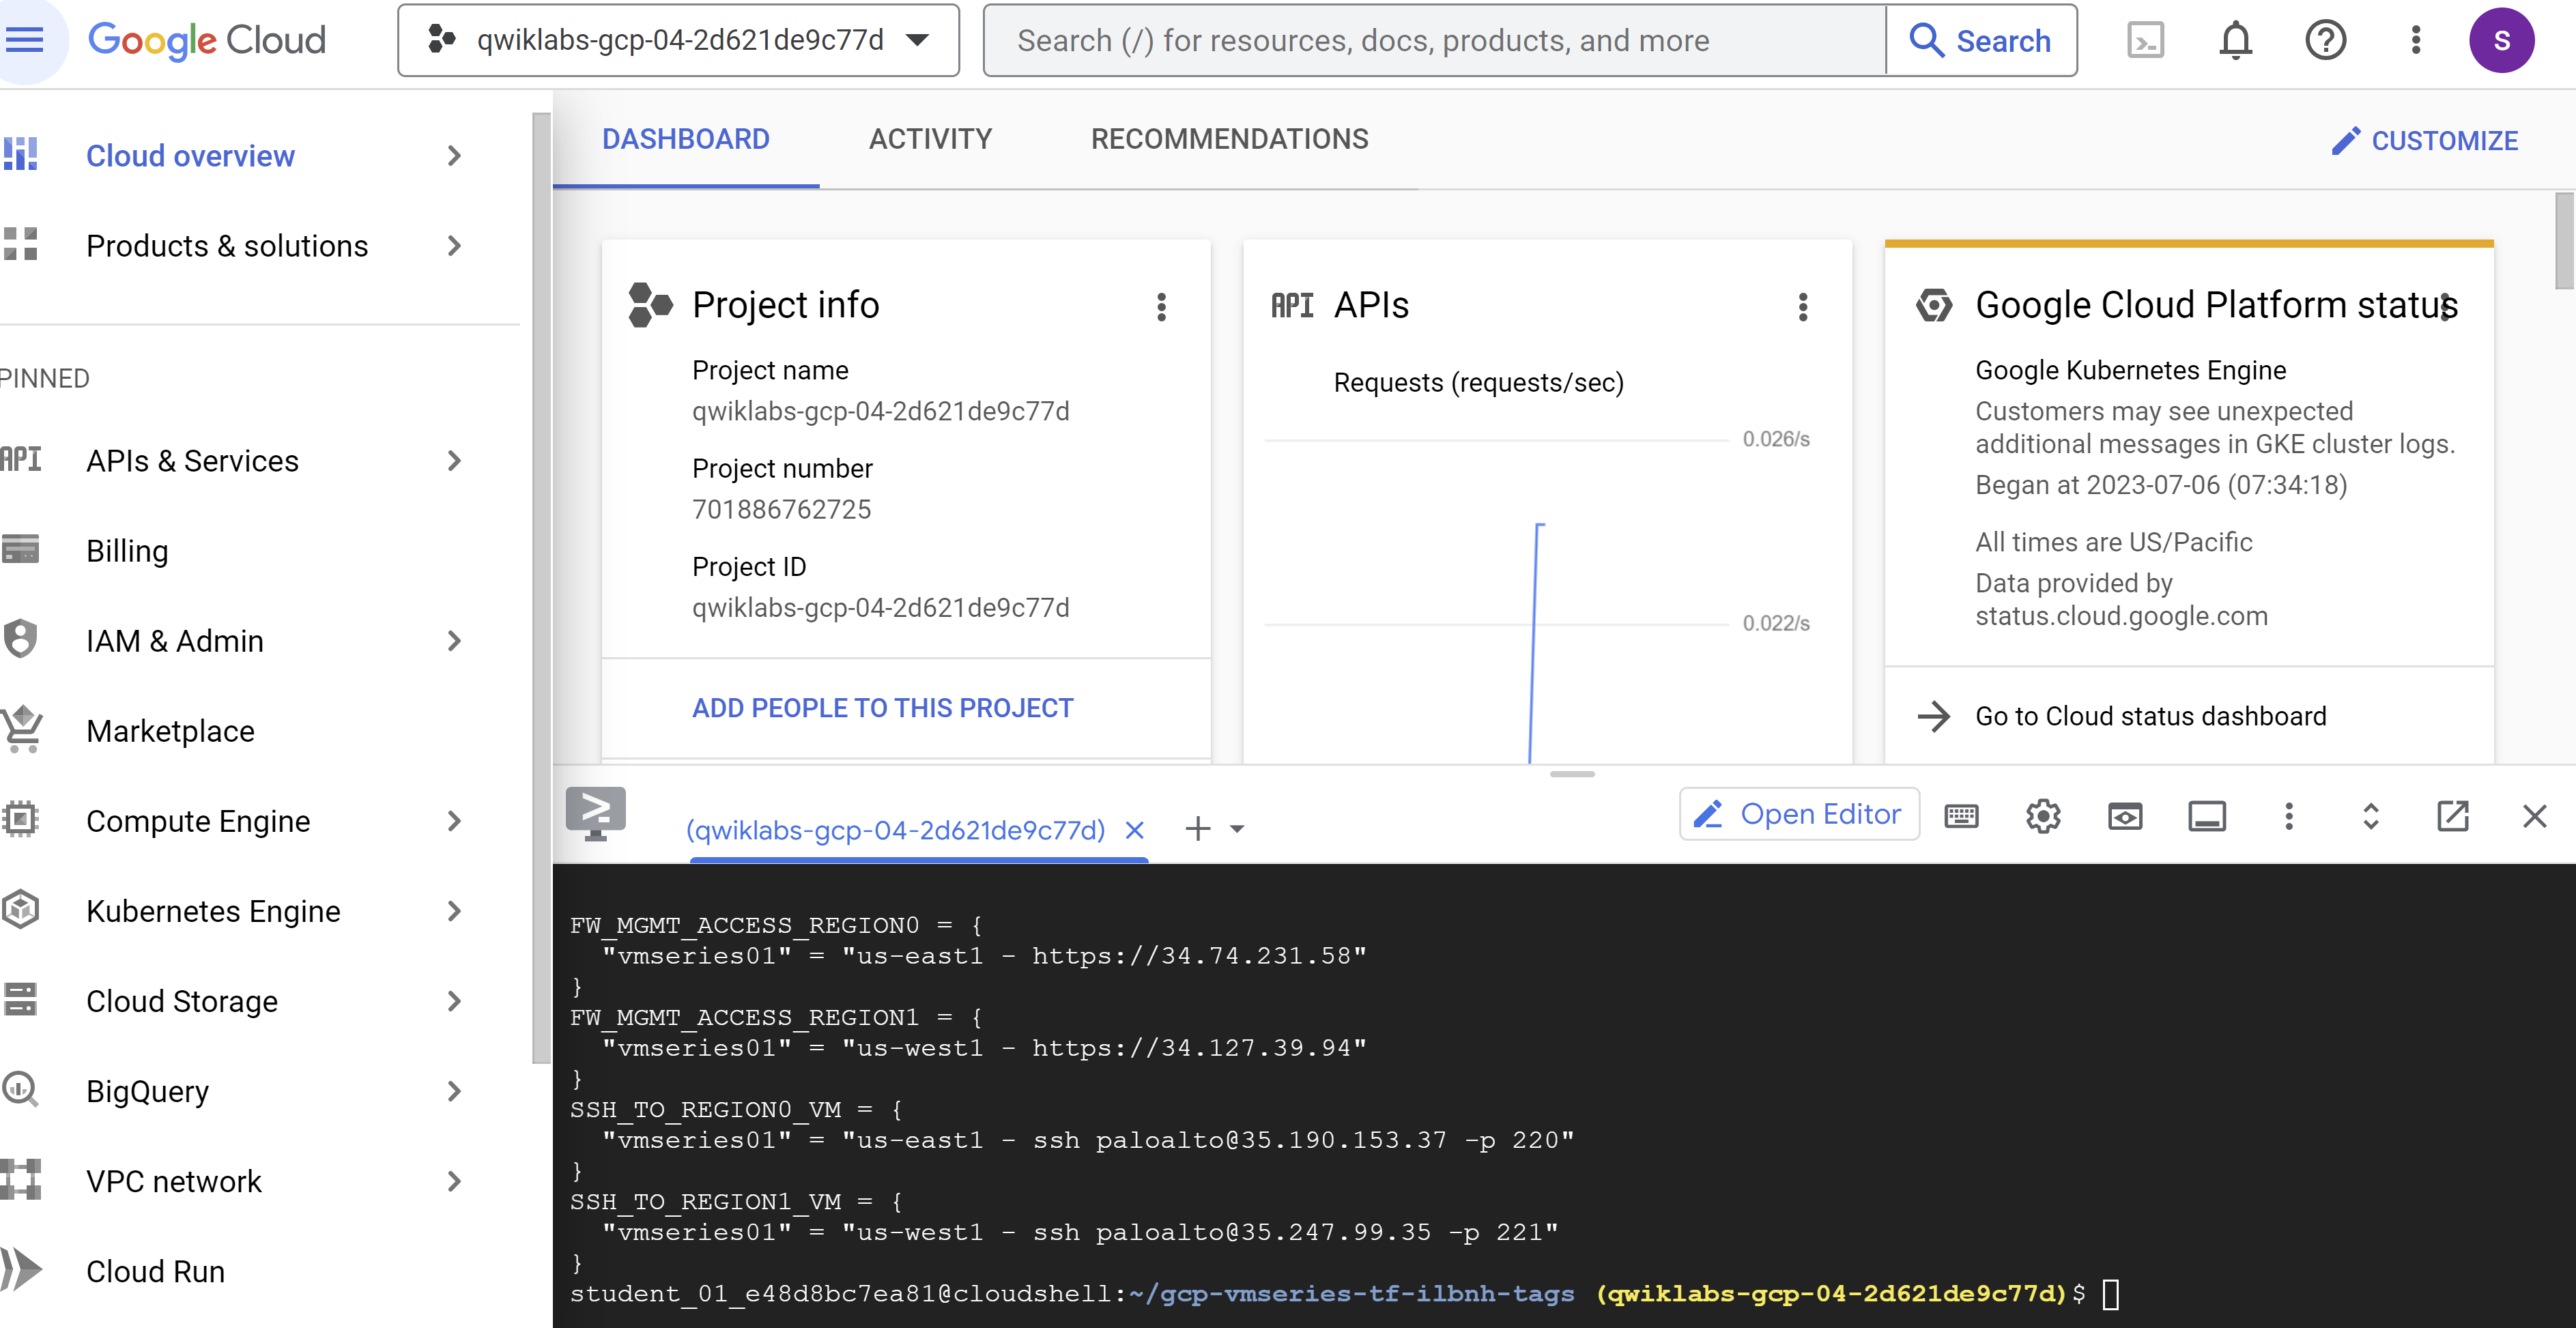 Google Cloud
qwiklabs-gcp-04-2d621de9c77d
Search (/) for resources, docs, products, and more
Search
S
Cloud overview
Products & solutions
PINNED
API APIs & Services
Billing
IAM & Admin
Marketplace
Compute Engine
Kubernetes Engine
Cloud Storage
BigQuery
VPC network
Cloud Run
DASHBOARD
ACTIVITY
RECOMMENDATIONS
CUSTOMIZE
Project info
Project name
qwiklabs-gcp-04-2d621de9c77d
Project number
701886762725
Project ID
qwiklabs-gcp-04-2d621de9c77d
ADD PEOPLE TO THIS PROJECT
API APIs
Requests (requests/sec)
0.026/s
0.022/s
Google Cloud Platform status
Google Kubernetes Engine
Customers may see unexpected
additional messages in GKE cluster logs.
Began at 2023-07-06 (07:34:18)
All times are US/Pacific
Data provided by
status.cloud.google.com
Go to Cloud status dashboard
(qwiklabs-gcp-04-2d621de9c77d)
Open Editor
FW_MGMT_ACCESS_REGION0 = {
"vmseries01" = "us-east1 - https://34.74.231.58"
}
FW_MGMT_ACCESS_REGION1 = {
"vmseries01" = "us-west1 - https://34.127.39.94"
}
SSH_TO_REGION0_VM = {
"vmseries01" = "us-east1 - ssh paloalto@35.190.153.37 -p 220"
}
SSH_TO_REGION1_VM = {
"vmseries01" = "us-west1 - ssh paloalto@35.247.99.35 -p 221"
}
student_01_e48d8bc7ea81@cloudshell:~/gcp-vmseries-tf-ilbnh-tags (qwiklabs-gcp-04-2d621de9c77d)$